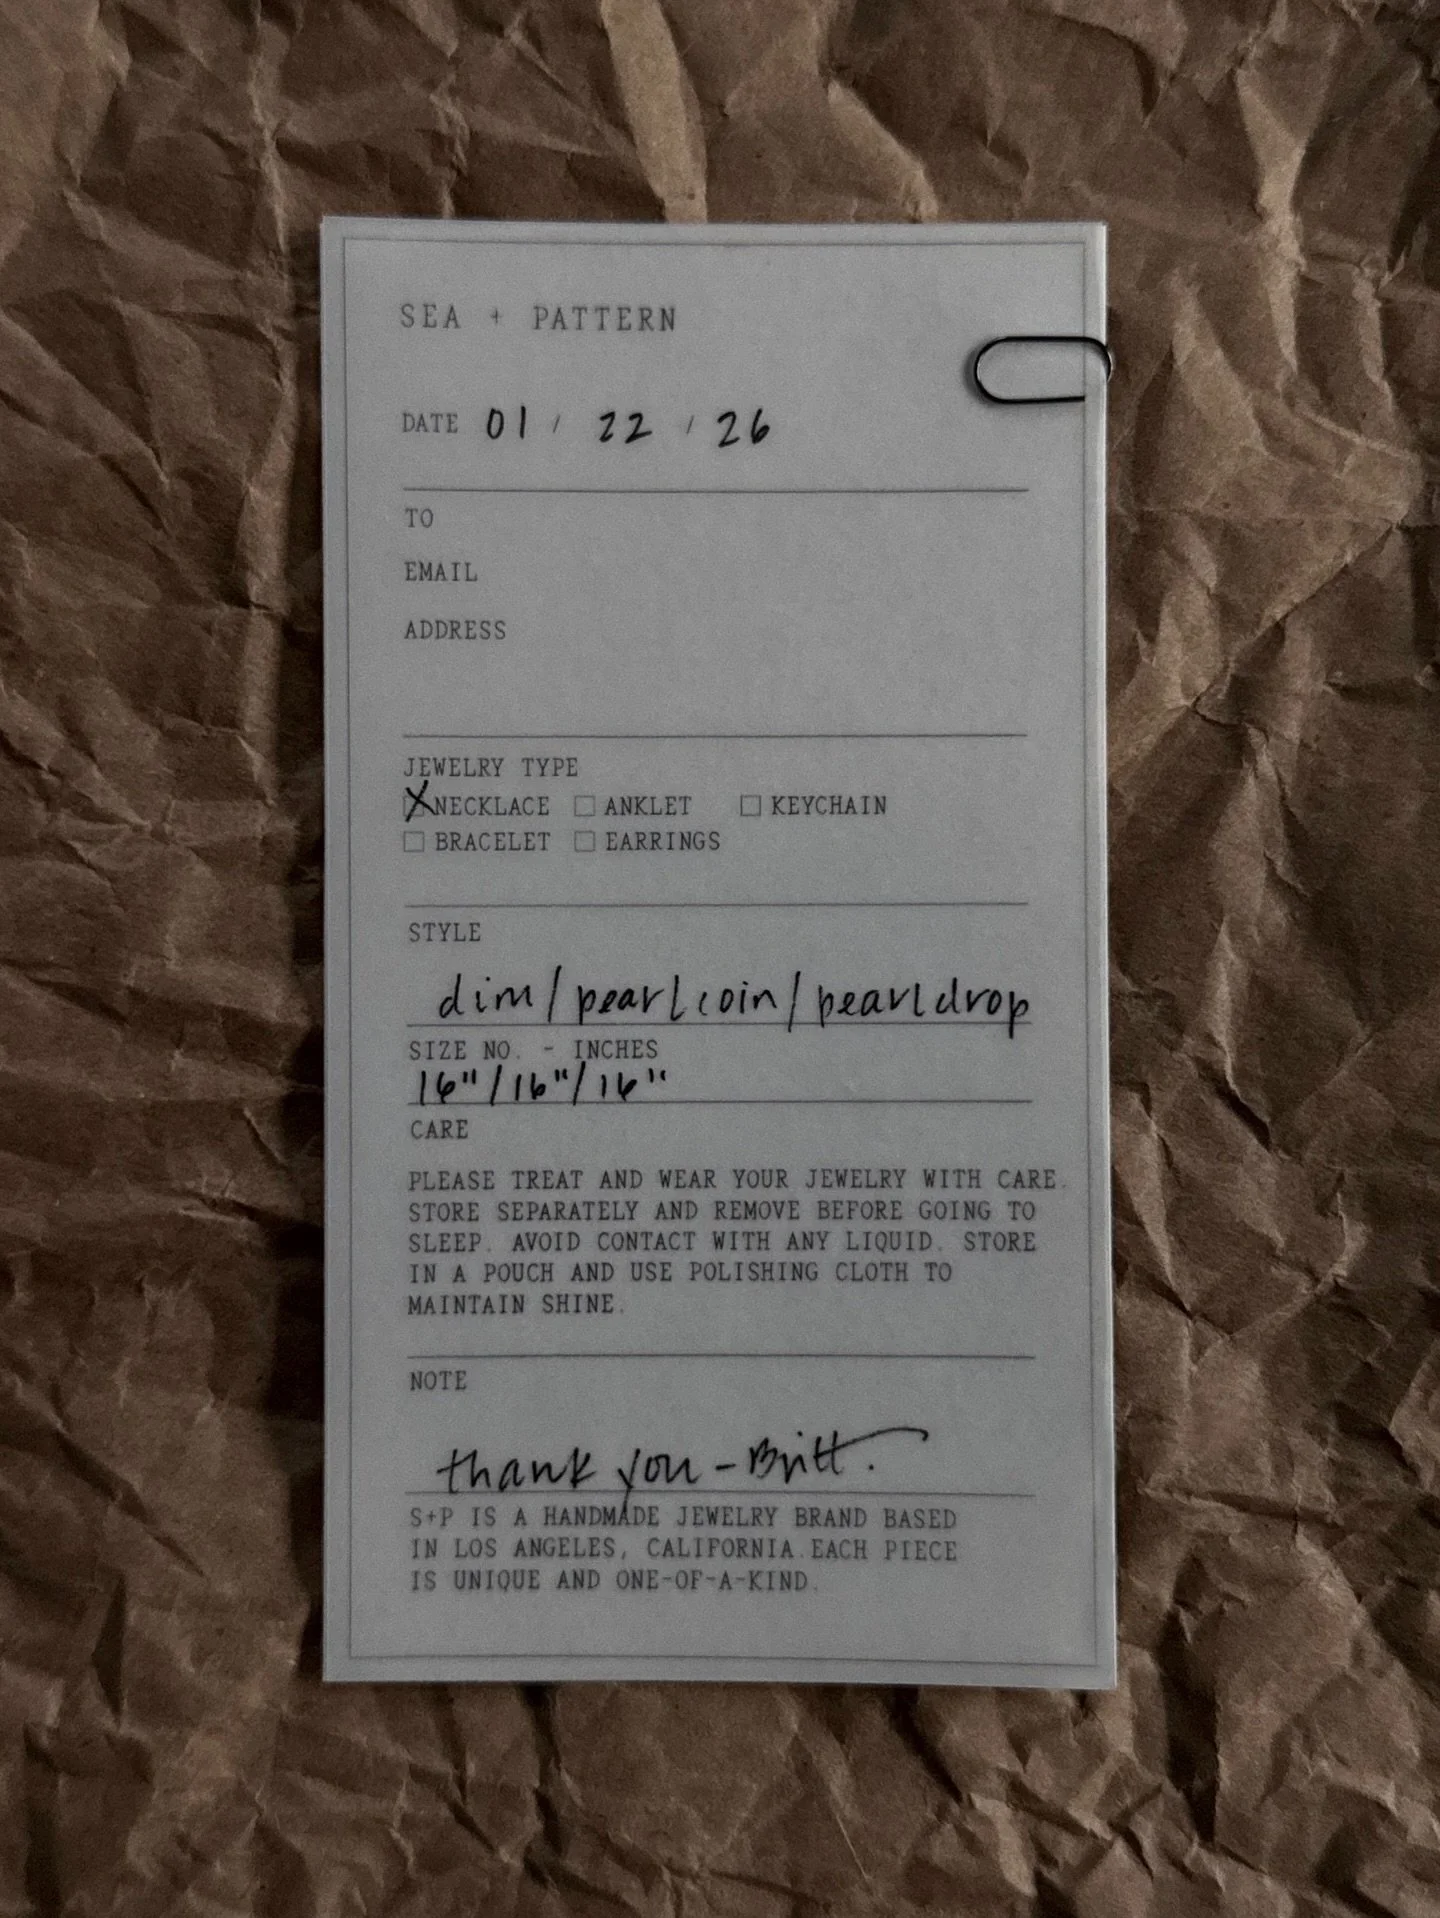 SEA + PATTERN
DATE 01 / 22 / 26
TO
EMAIL
ADDRESS
JEWELRY TYPE
NECKLACE ANKLET KEYCHAIN
BRACELET EARRINGS
STYLE
dim/pearl coin/pearl drop
SIZE NO. - INCHES
16"/16"/16"
CARE
PLEASE TREAT AND WEAR YOUR JEWELRY WITH CARE.
STORE SEPARATELY AND REMOVE BEFORE GOING TO
SLEEP. AVOID CONTACT WITH ANY LIQUID. STORE
IN A POUCH AND USE POLISHING CLOTH TO
MAINTAIN SHINE.
NOTE
thank you - Britt.
S+P IS A HANDMADE JEWELRY BRAND BASED
IN LOS ANGELES, CALIFORNIA.EACH PIECE
IS UNIQUE AND ONE-OF-A-KIND.